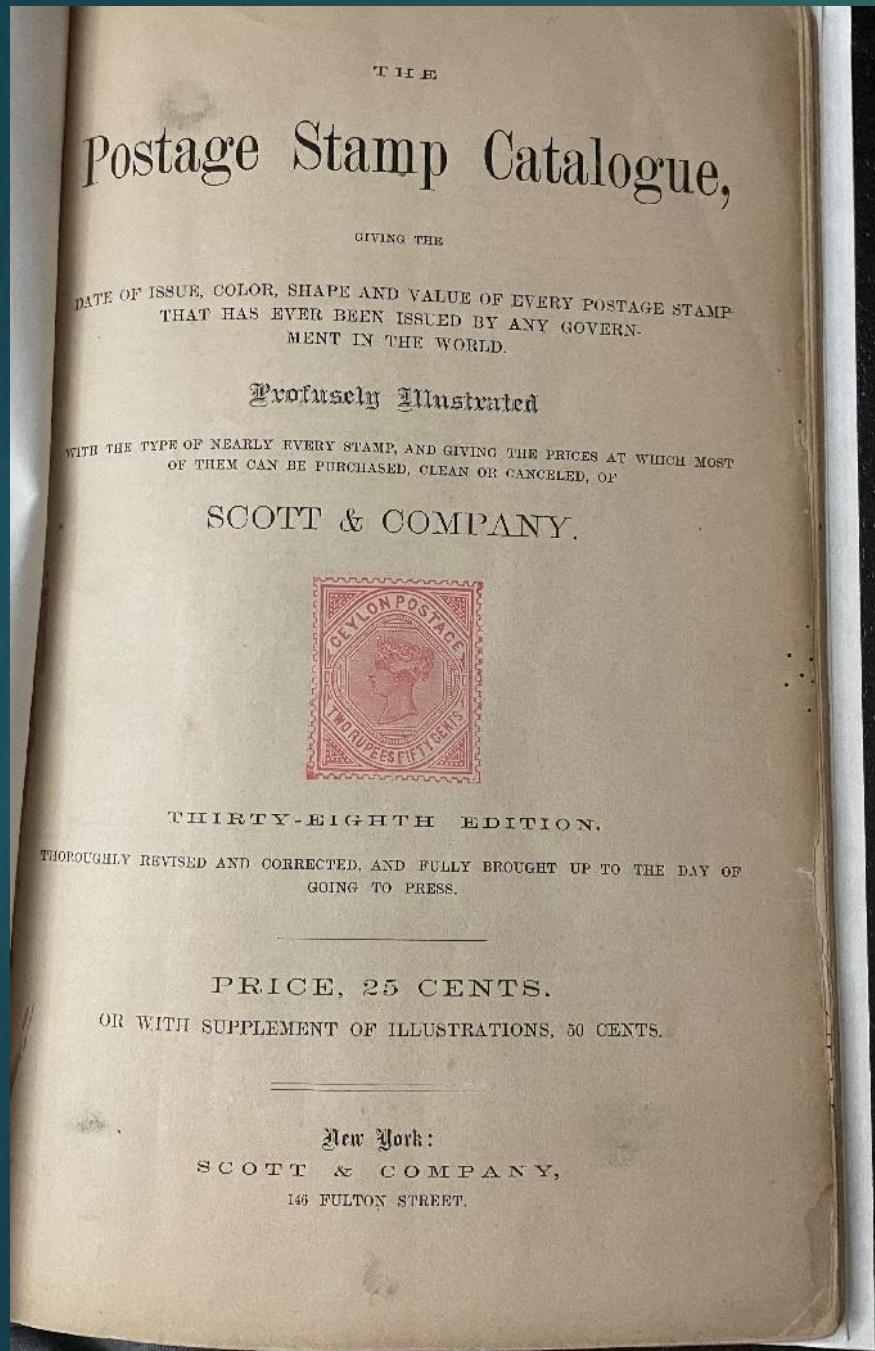 THE
Postage Stamp Catalogue,
GIVING THE
DATE OF ISSUE, COLOR, SHAPE AND VALUE OF EVERY POSTAGE STAMP
THAT HAS EVER BEEN ISSUED BY ANY GOVERN-
MENT IN THE WORLD.
Profusely Illustrated
WITH THE TYPE OF NEARLY EVERY STAMP, AND GIVING THE PRICES AT WHICH MOST
OF THEM CAN BE PURCHASED, CLEAN OR CANCELED, OF
SCOTT & COMPANY.
CEYLON POSTAGE
TWO RUPEES FIFTY CENTS
THIRTY-EIGHTH EDITION.
THOROUGHLY REVISED AND CORRECTED, AND FULLY BROUGHT UP TO THE DAY OF
GOING TO PRESS.
PRICE, 25 CENTS.
OR WITH SUPPLEMENT OF ILLUSTRATIONS, 50 CENTS.
New York:
SCOTT & COMPANY,
146 FULTON STREET.